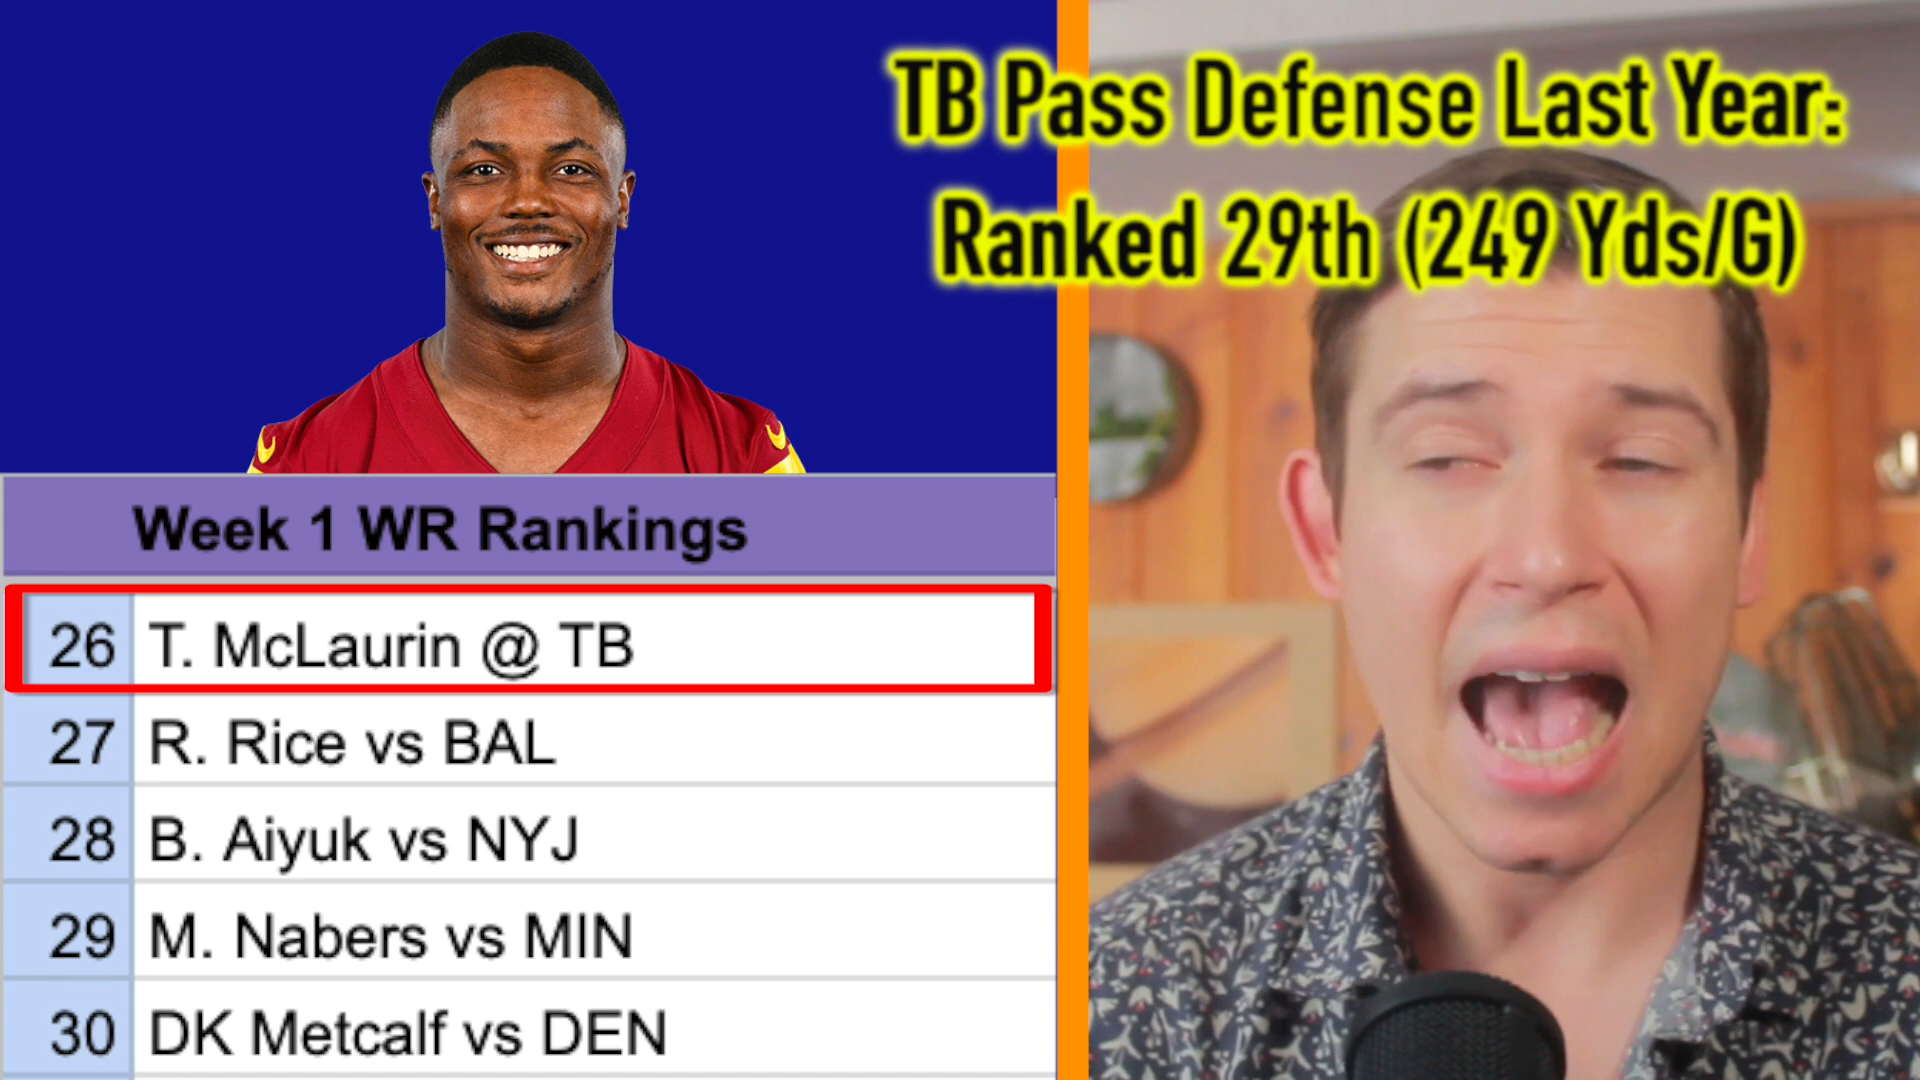 TB Pass Defense Last Year:
Ranked 29th (249 Yds/G)
Week 1 WR Rankings
26 T. McLaurin @ TB
27 R. Rice vs BAL
28 B. Aiyuk vs NYJ
29 M. Nabers vs MIN
30 DK Metcalf vs DEN